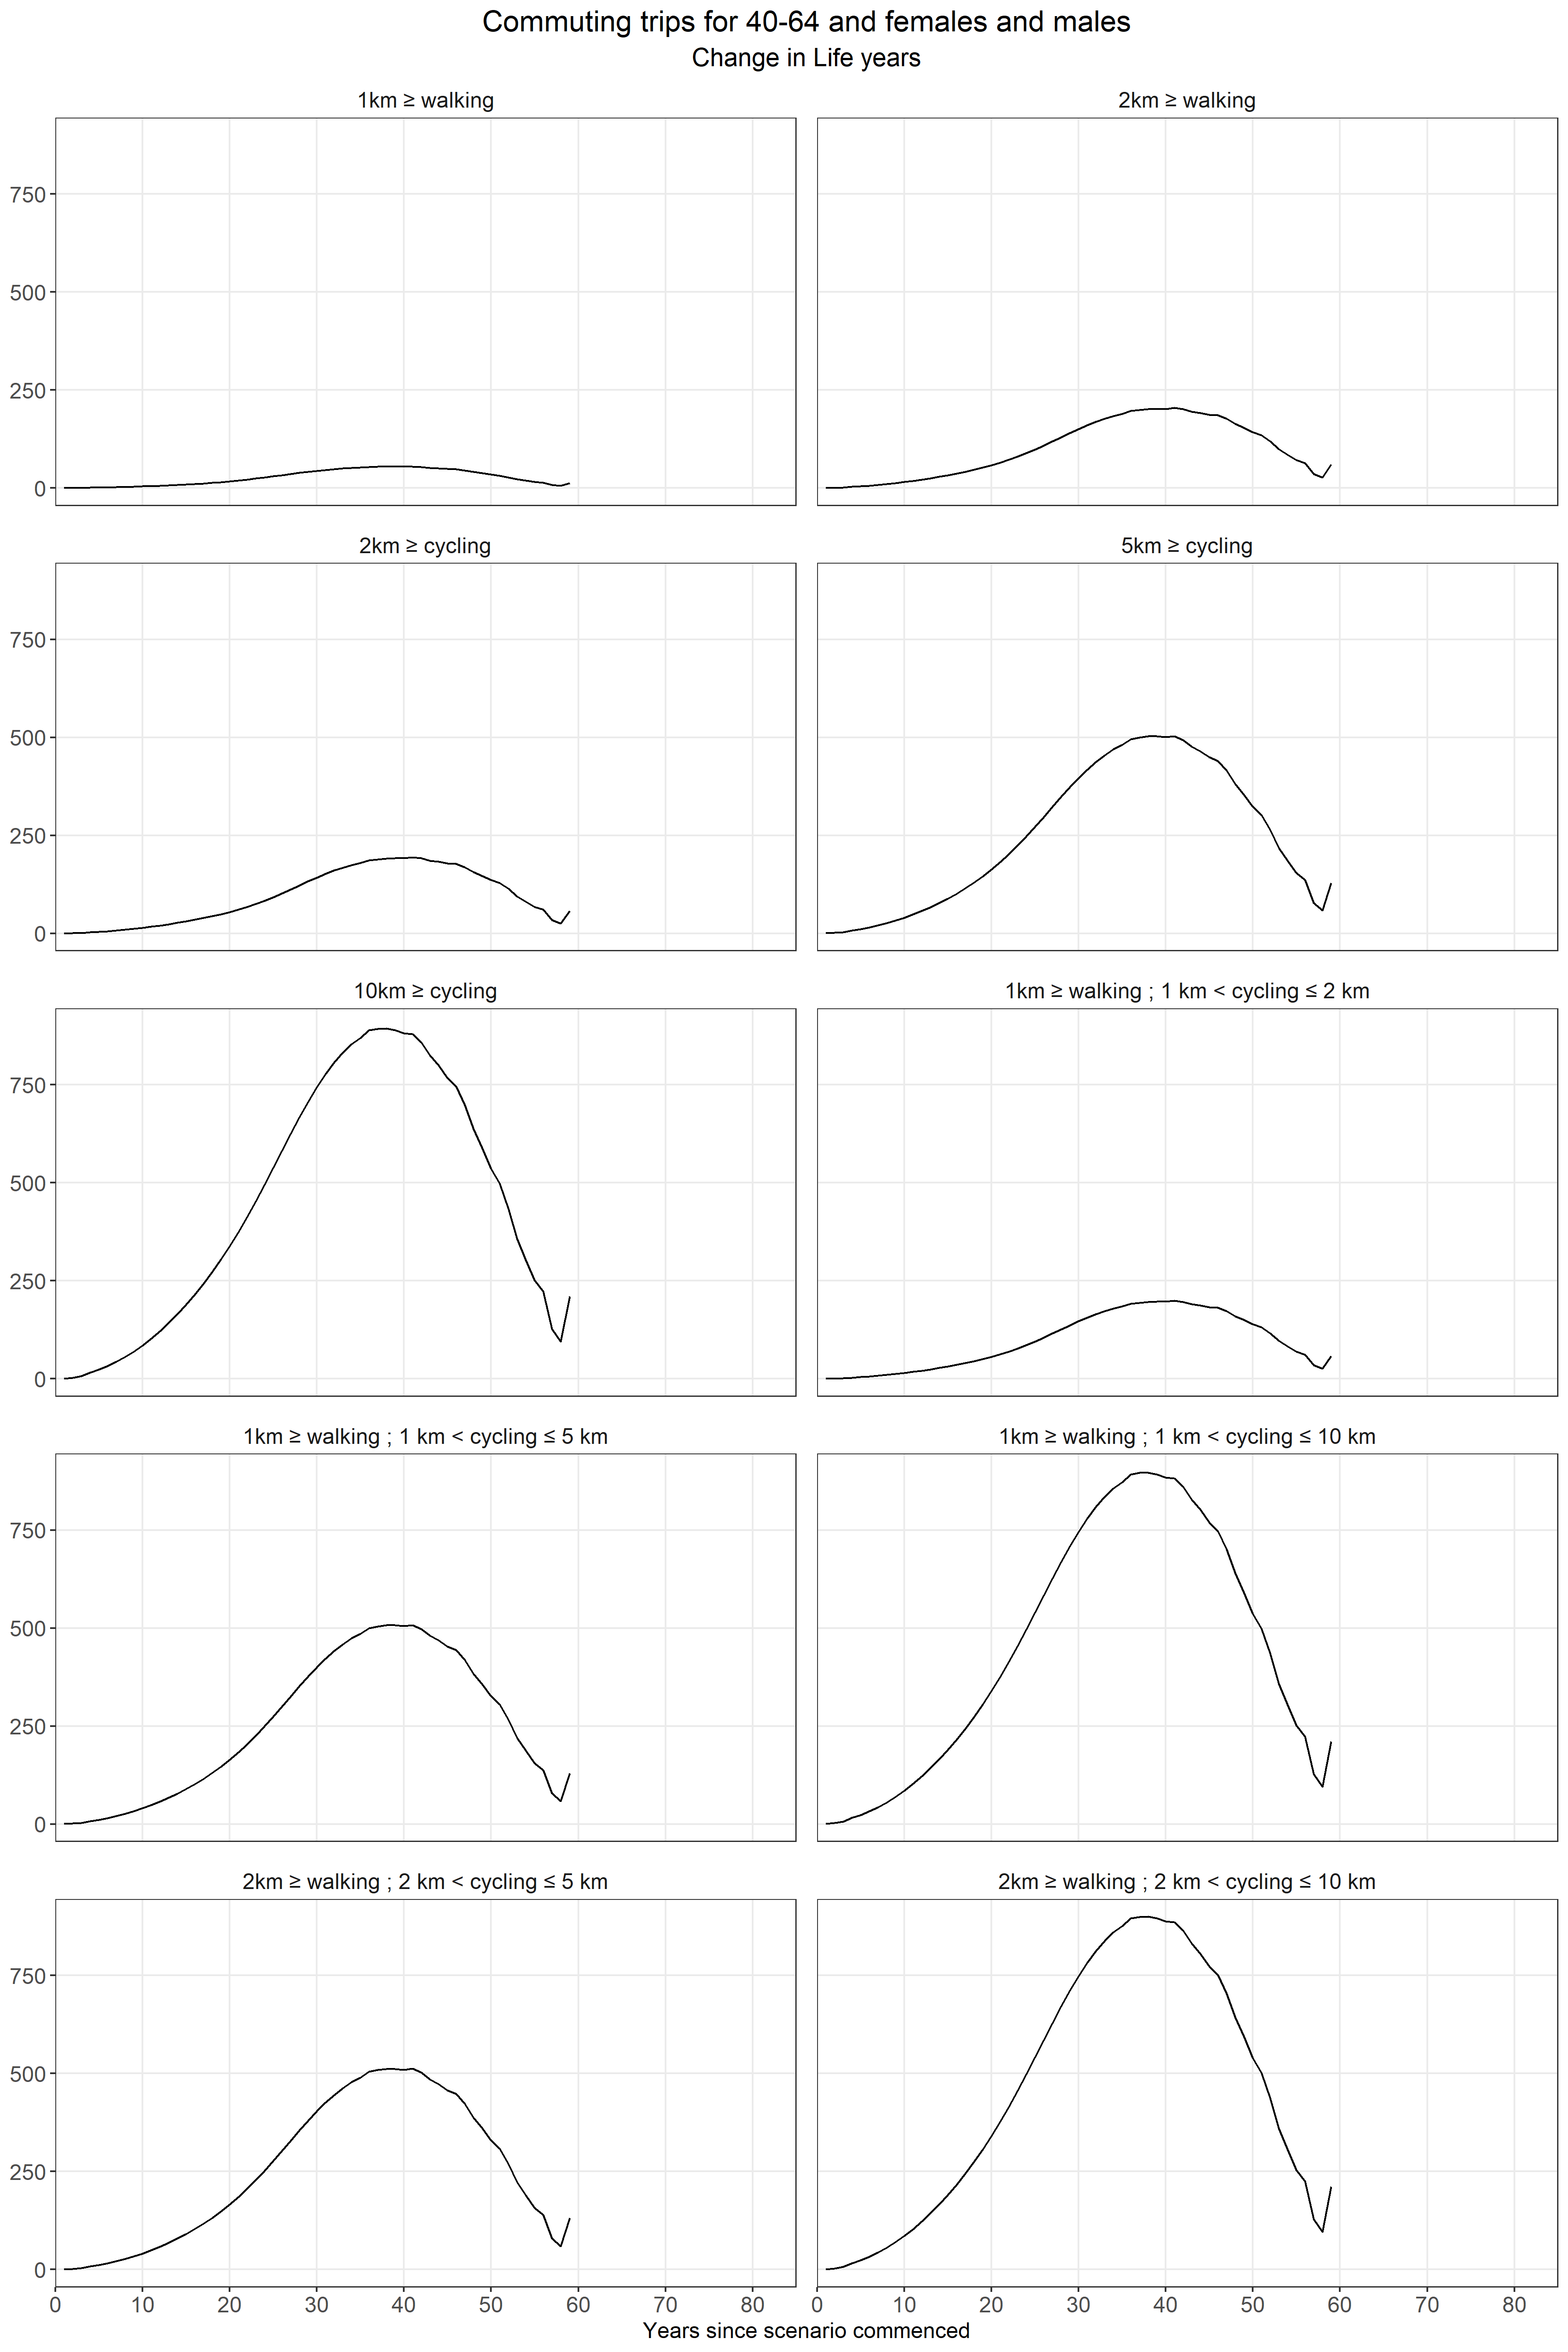 Commuting trips for 40-64 and females and males
Change in Life years
1km ≥ walking
2km ≥ walking
750
500
250
0
2km ≥ cycling
5km ≥ cycling
750
500
250
0
10km ≥ cycling
1km ≥ walking ; 1 km < cycling ≤ 2 km
750
500
250
0
1km ≥ walking ; 1 km < cycling ≤ 5 km
1km ≥ walking ; 1 km < cycling ≤ 10 km
750
500
250
0
2km ≥ walking ; 2 km < cycling ≤ 5 km
2km ≥ walking ; 2 km < cycling ≤ 10 km
750
500
250
0
0 10 20 30 40 50 60 70 80
0 10 20 30 40 50 60 70 80
Years since scenario commenced